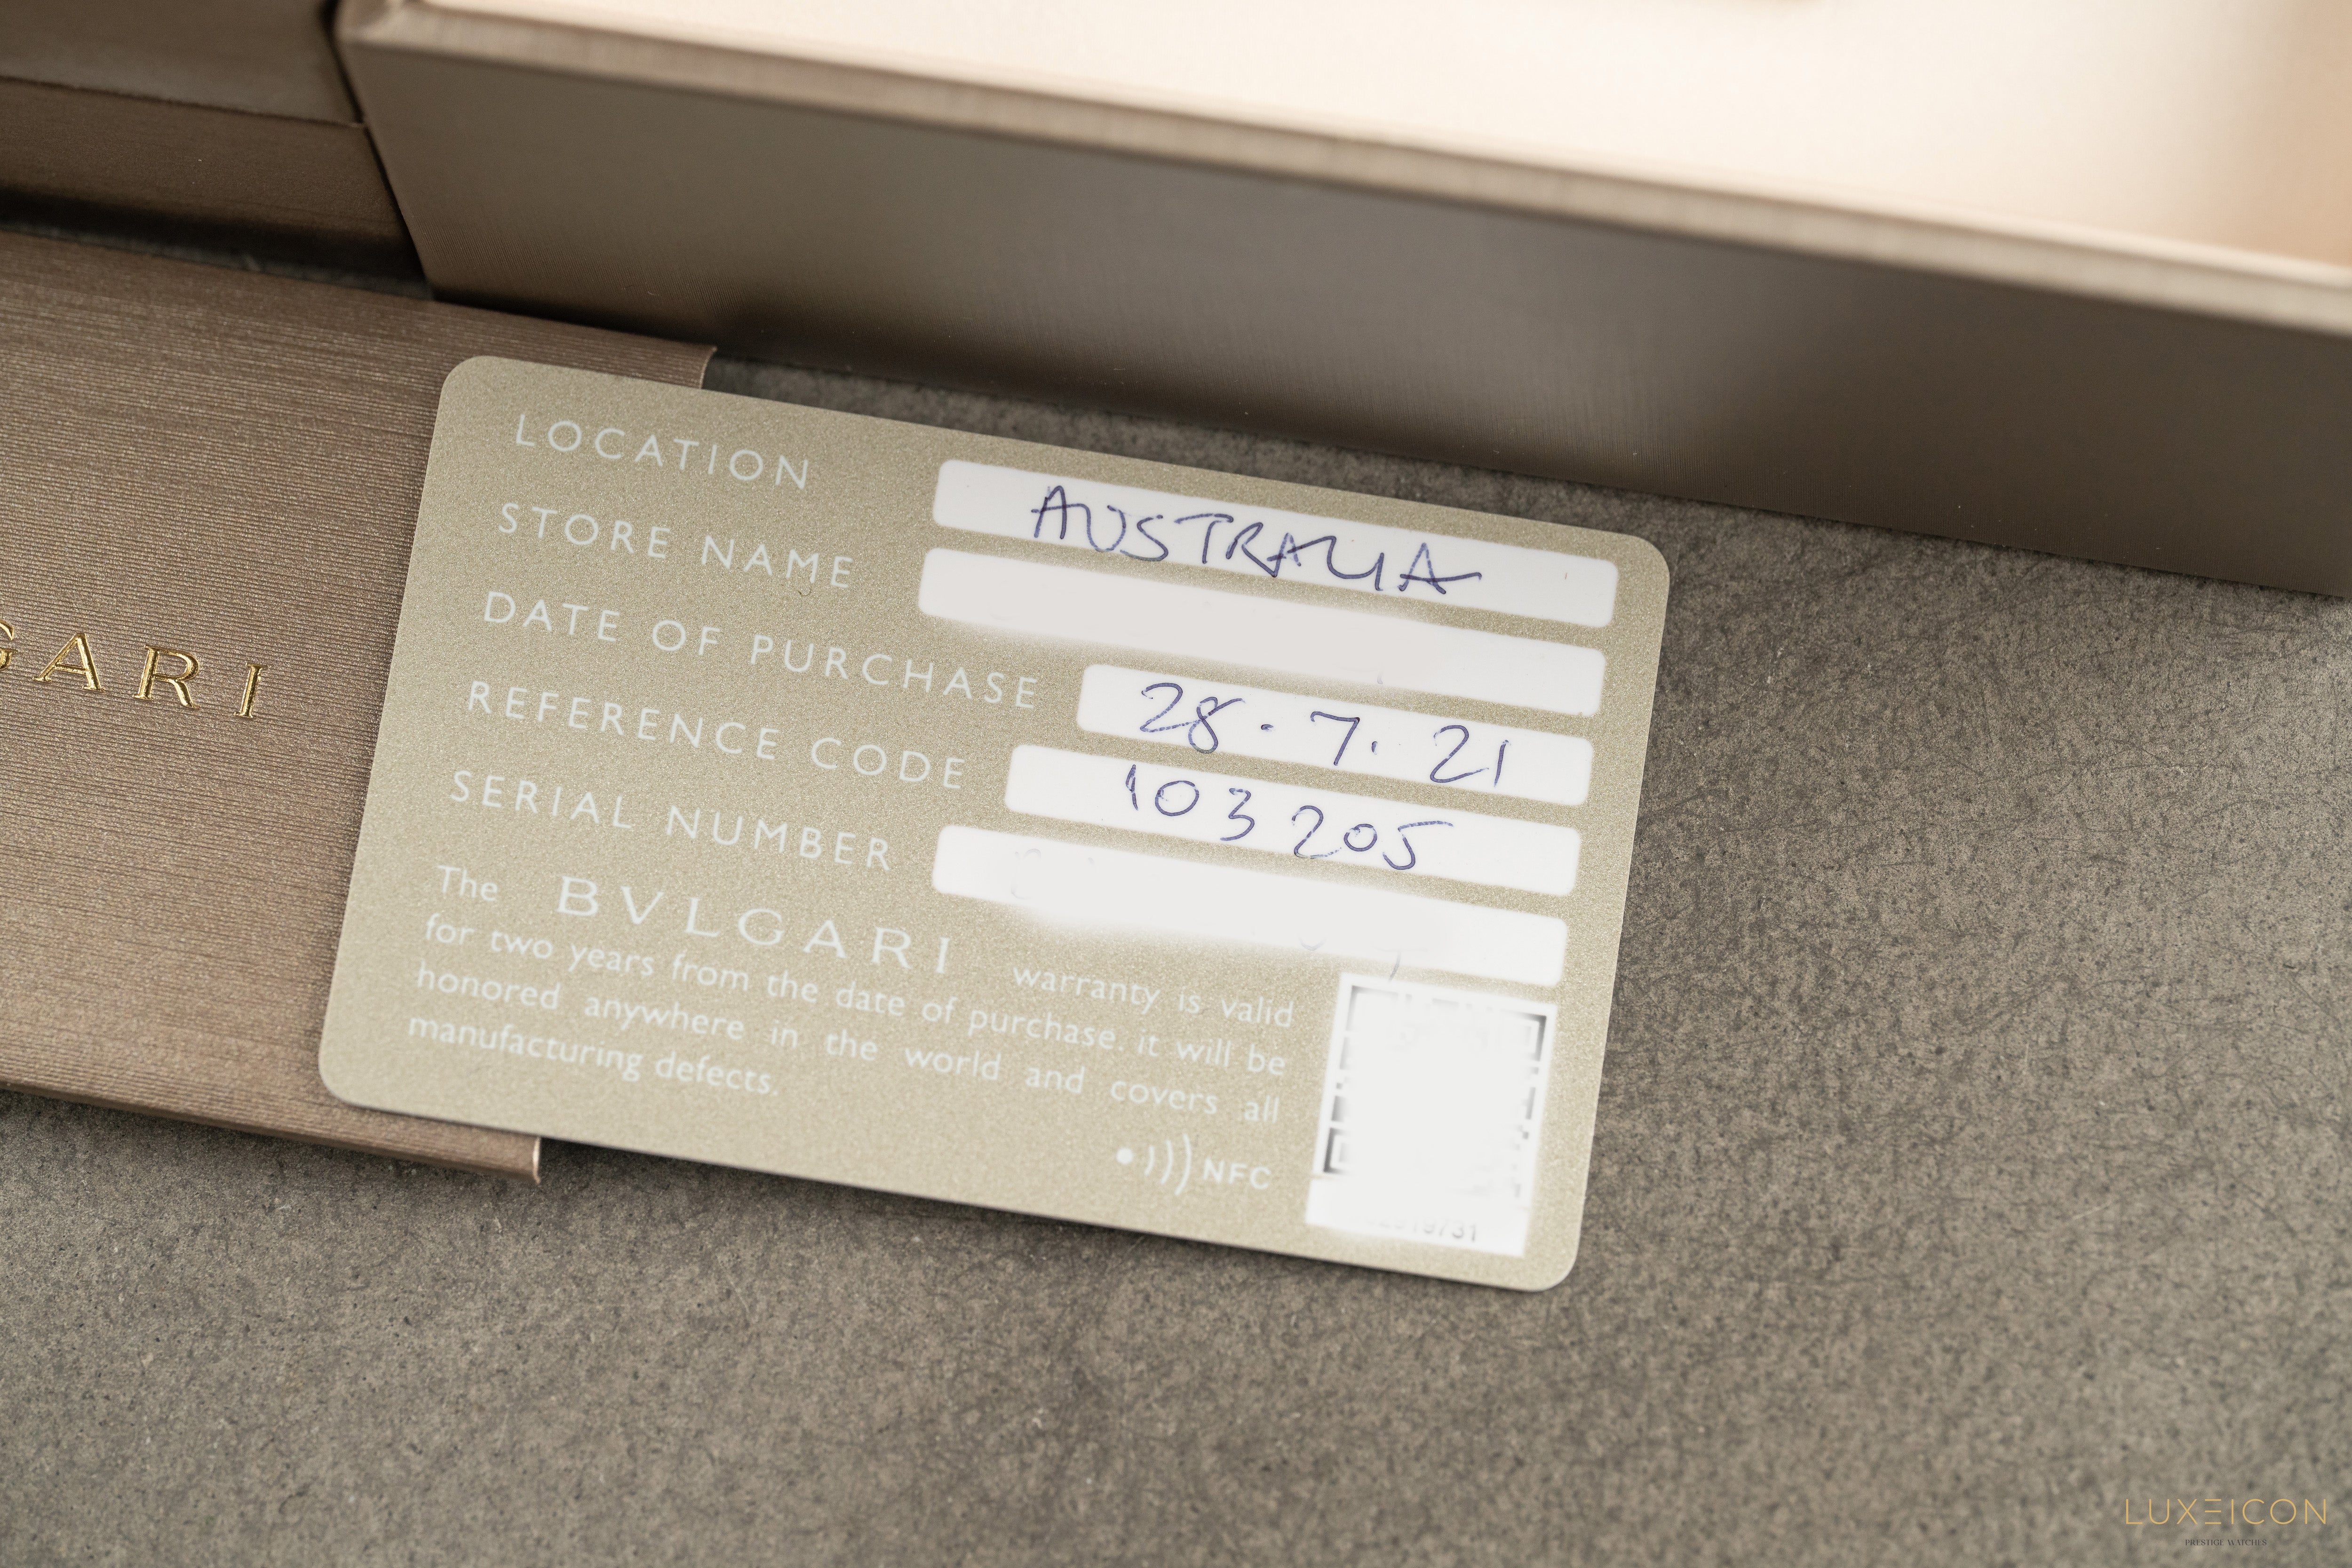 GARI
LOCATION AUSTRALIA
STORE NAME
DATE OF PURCHASE 28.7.21
REFERENCE CODE 103205
SERIAL NUMBER
The BVLGARI warranty is valid
for two years from the date of purchase. it will be
honored anywhere in the world and covers all
manufacturing defects.
NFC
LUXEICON
PRESTIGE WATCHES